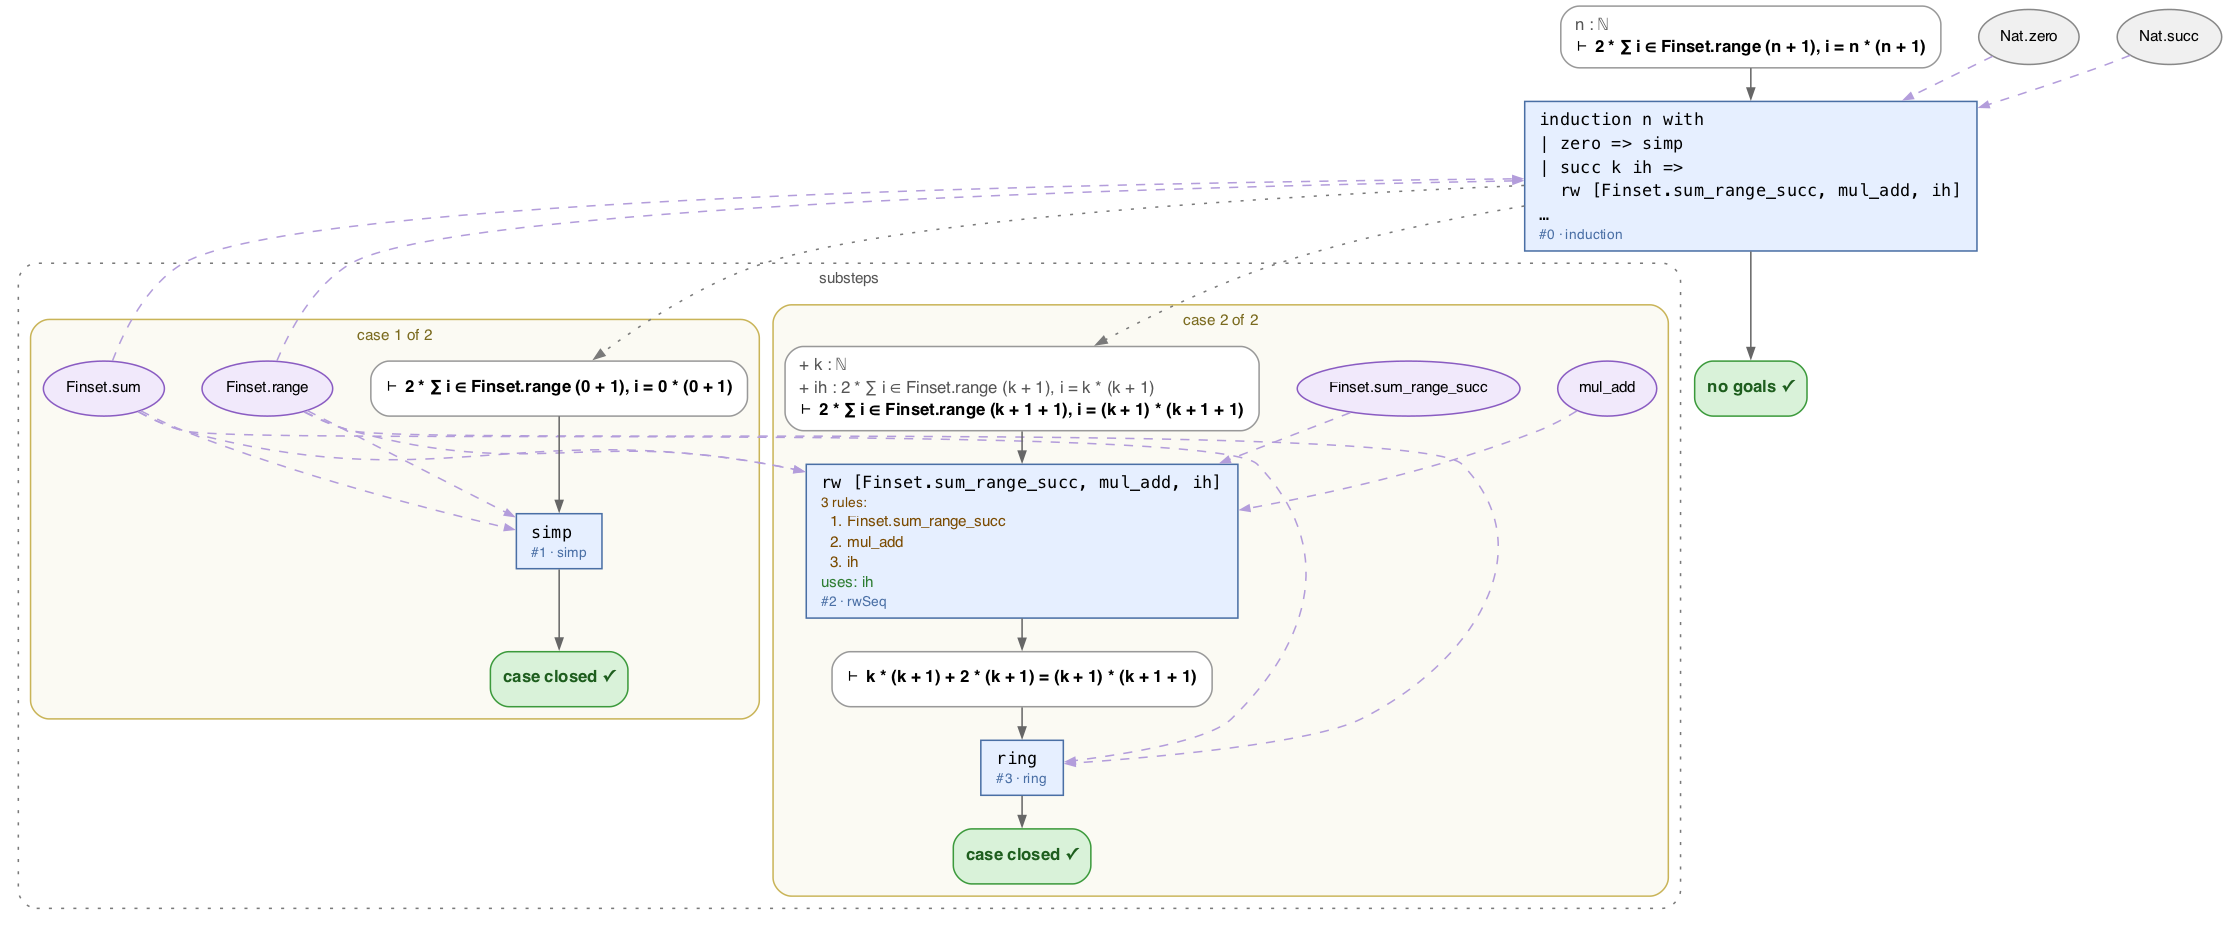 n : ℕ
⊢ 2 * ∑ i ∈ Finset.range (n + 1), i = n * (n + 1)
Nat.zero
Nat.succ
induction n with
| zero => simp
| succ k ih =>
  rw [Finset.sum_range_succ, mul_add, ih]
…
#0 · induction
substeps
case 1 of 2
Finset.sum
Finset.range
⊢ 2 * ∑ i ∈ Finset.range (0 + 1), i = 0 * (0 + 1)
simp
#1 · simp
case closed ✓
case 2 of 2
+ k : ℕ
+ ih : 2 * ∑ i ∈ Finset.range (k + 1), i = k * (k + 1)
⊢ 2 * ∑ i ∈ Finset.range (k + 1 + 1), i = (k + 1) * (k + 1 + 1)
Finset.sum_range_succ
mul_add
rw [Finset.sum_range_succ, mul_add, ih]
3 rules:
1. Finset.sum_range_succ
2. mul_add
3. ih
uses: ih
#2 · rwSeq
⊢ k * (k + 1) + 2 * (k + 1) = (k + 1) * (k + 1 + 1)
ring
#3 · ring
case closed ✓
no goals ✓